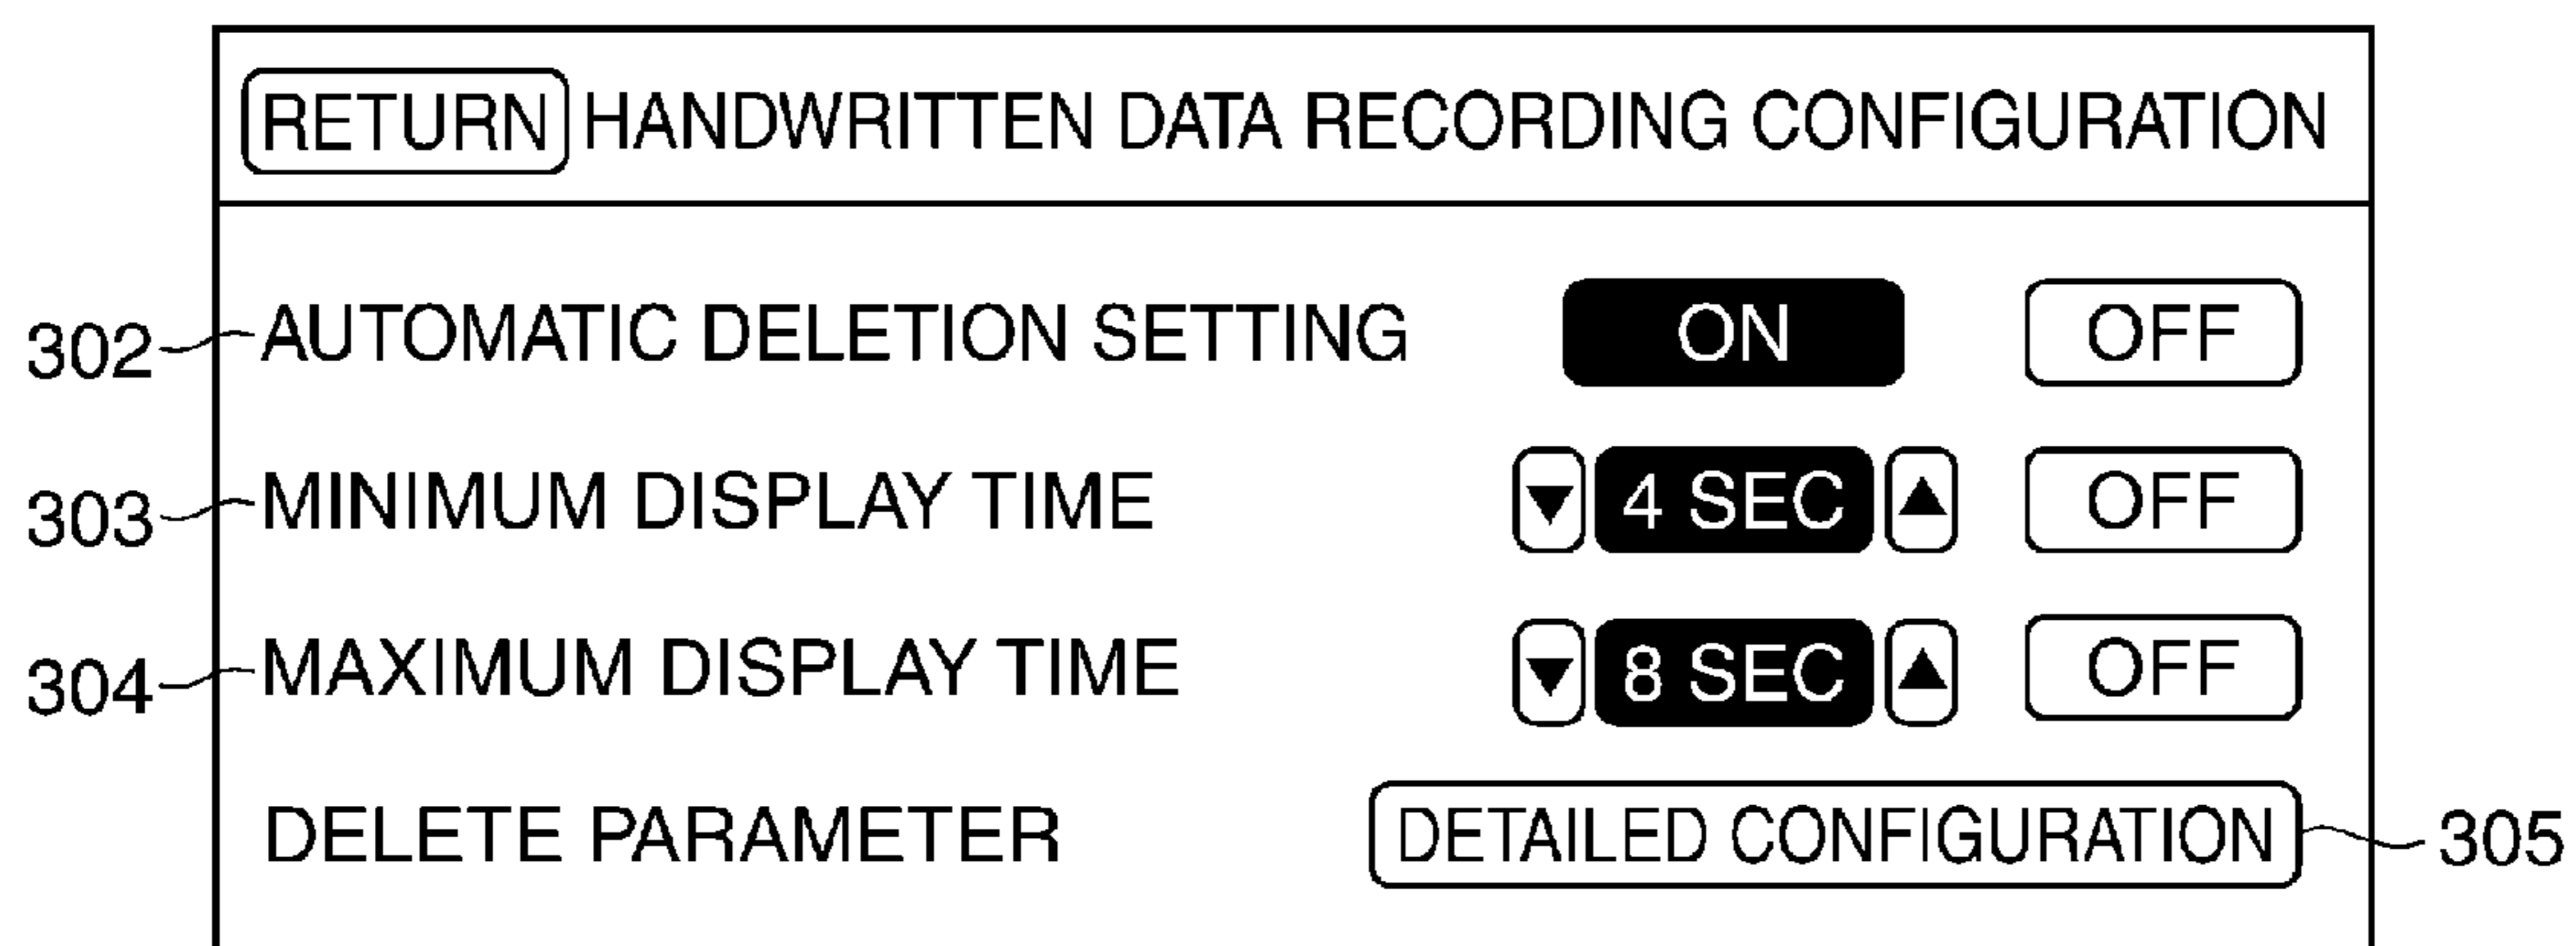 RETURN HANDWRITTEN DATA RECORDING CONFIGURATION
302 AUTOMATIC DELETION SETTING ON OFF
303 MINIMUM DISPLAY TIME ▼ 4 SEC ▲ OFF
304 MAXIMUM DISPLAY TIME ▼ 8 SEC ▲ OFF
DELETE PARAMETER DETAILED CONFIGURATION 305